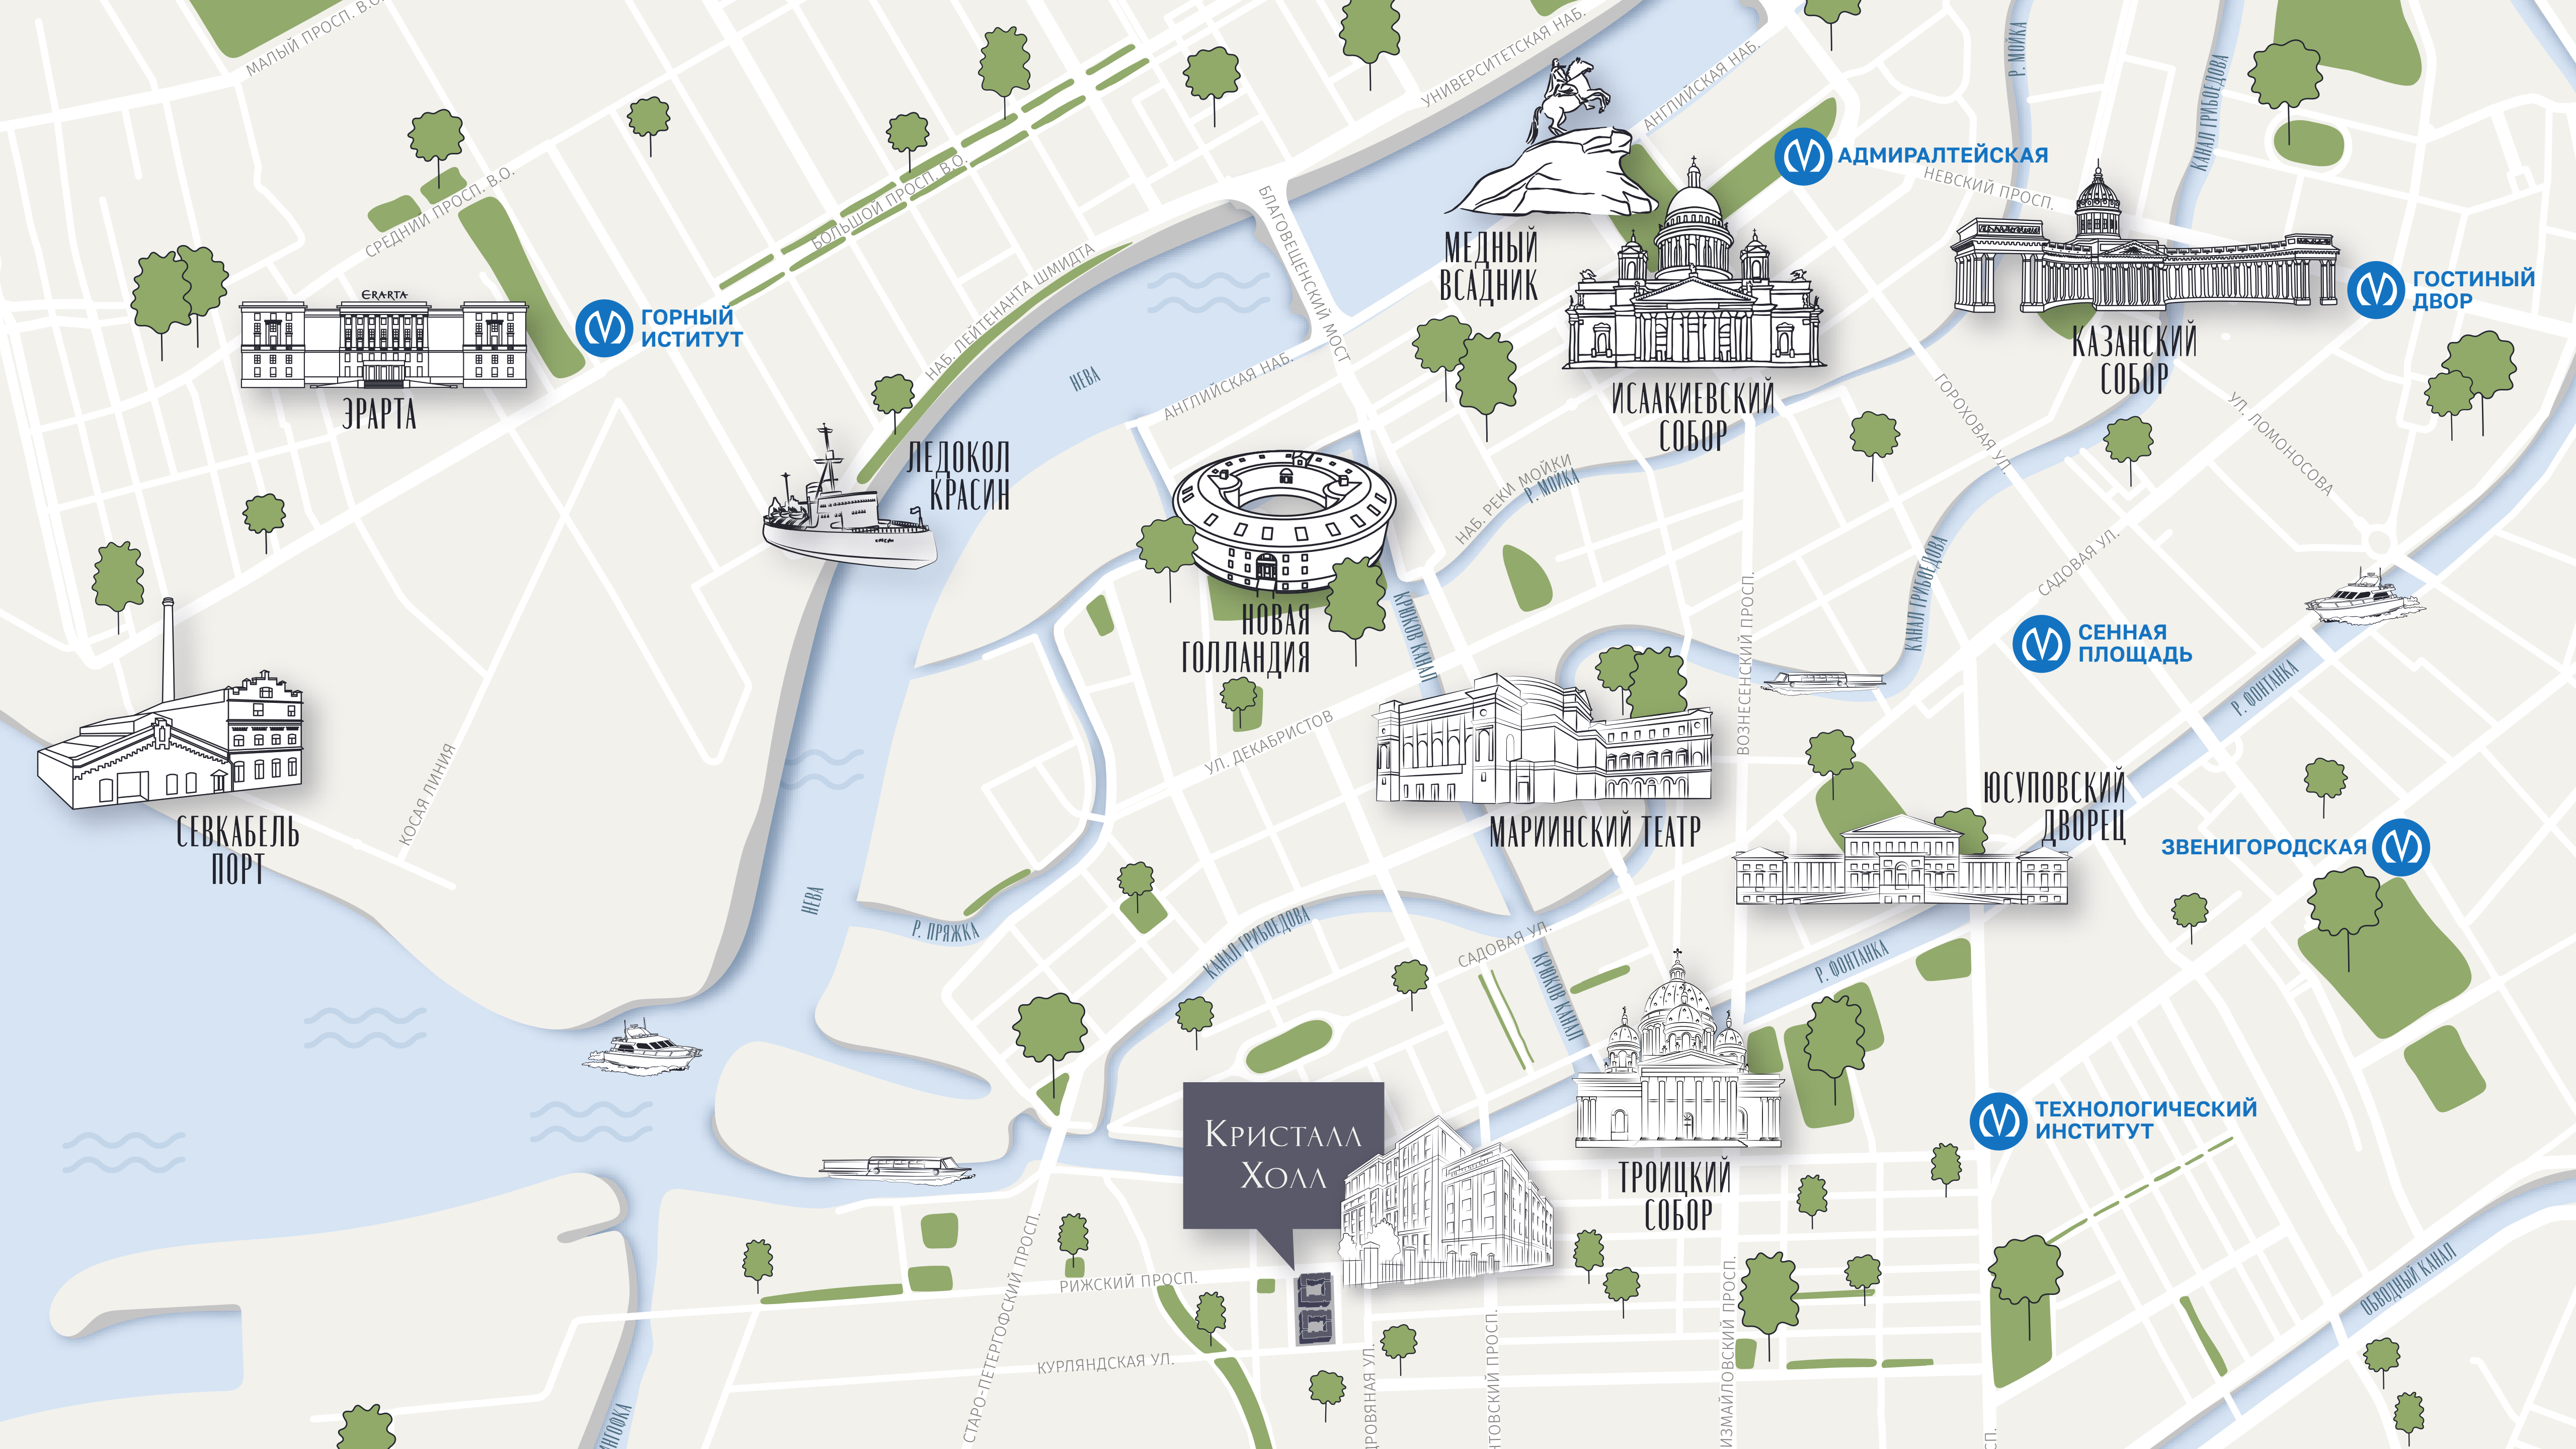 МАЛЫЙ ПРОСП. В.О.
УНИВЕРСИТЕТСКАЯ НАБ.
АНГЛИЙСКАЯ НАБ.
Р. МОЙКА
КАНАЛ ГРИБОЕДОВА
АДМИРАЛТЕЙСКАЯ
НЕВСКИЙ ПРОСП.
СРЕДНИЙ ПРОСП. В.О.
БОЛЬШОЙ ПРОСП. В.О.
БЛАГОВЕЩЕНСКИЙ МОСТ
МЕДНЫЙ
ВСАДНИК
ГОСТИНЫЙ
ДВОР
ERARTA
ЭРАРТА
ГОРНЫЙ
ИСТИТУТ
НАБ. ЛЕЙТЕНАНТА ШМИДТА
НЕВА
АНГЛИЙСКАЯ НАБ.
ИСААКИЕВСКИЙ
СОБОР
КАЗАНСКИЙ
СОБОР
ГОРОХОВАЯ УЛ.
УЛ. ЛОМОНОСОВА
ЛЕДОКОЛ
КРАСИН
НАБ. РЕКИ МОЙКИ
Р. МОЙКА
КАНАЛ ГРИБОЕДОВА
САДОВАЯ УЛ.
НОВАЯ
ГОЛЛАНДИЯ
КРЮКОВ КАНАЛ
ВОЗНЕСЕНСКИЙ ПРОСП.
СЕННАЯ
ПЛОЩАДЬ
Р. ФОНТАНКА
УЛ. ДЕКАБРИСТОВ
МАРИИНСКИЙ ТЕАТР
ЮСУПОВСКИЙ
ДВОРЕЦ
ЗВЕНИГОРОДСКАЯ
КОСАЯ ЛИНИЯ
СЕВКАБЕЛЬ
ПОРТ
НЕВА
Р. ПРЯЖКА
КАНАЛ ГРИБОЕДОВА
САДОВАЯ УЛ.
КРЮКОВ КАНАЛ
Р. ФОНТАНКА
ТЕХНОЛОГИЧЕСКИЙ
ИНСТИТУТ
КРИСТАЛЛ
ХОЛЛ
ТРОИЦКИЙ
СОБОР
СТАРО-ПЕТЕРГОФСКИЙ ПРОСП.
РИЖСКИЙ ПРОСП.
КУРЛЯНДСКАЯ УЛ.
ИЗМАЙЛОВСКИЙ ПРОСП.
ОБВОДНЫЙ КАНАЛ
РОВЯНАЯ УЛ.
НТОВСКИЙ ПРОСП.
СП.